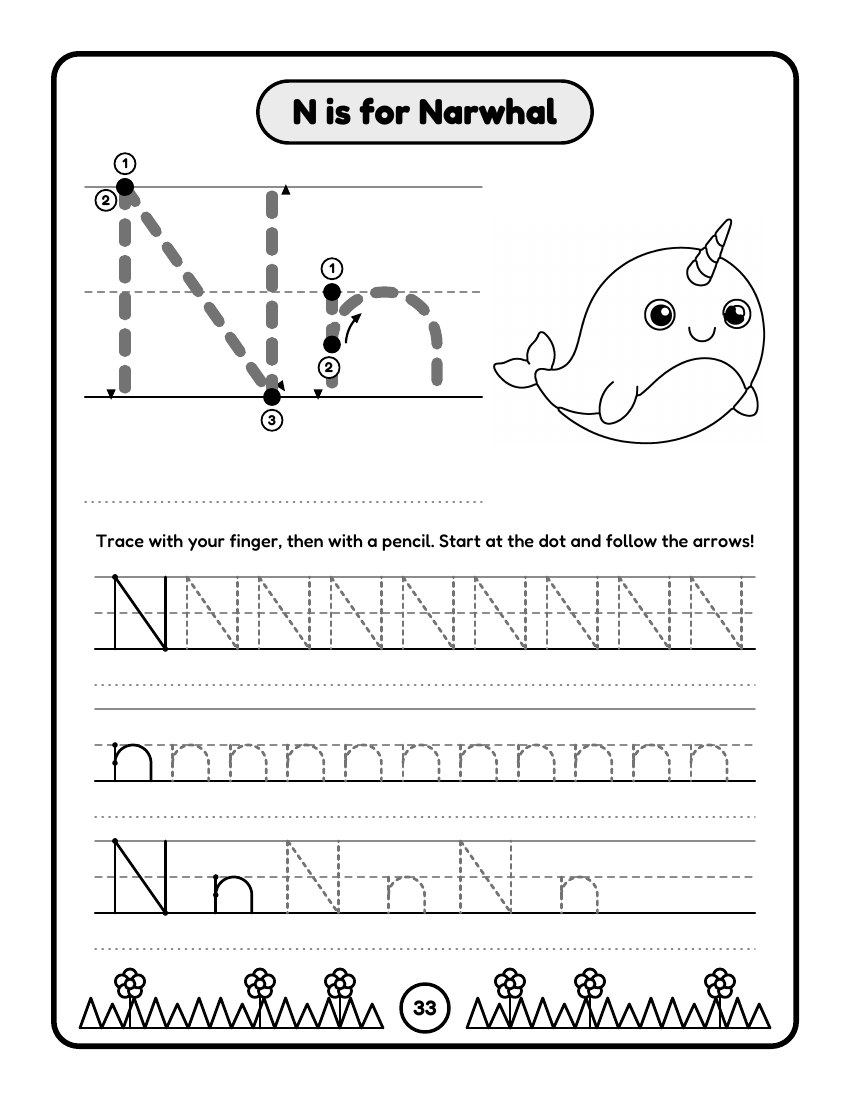 N is for Narwhal
1
2
1
2
3
N n
Trace with your finger, then with a pencil. Start at the dot and follow the arrows!
N N N N N N N N N
n n n n n n n n n n n
N n N n N n
33